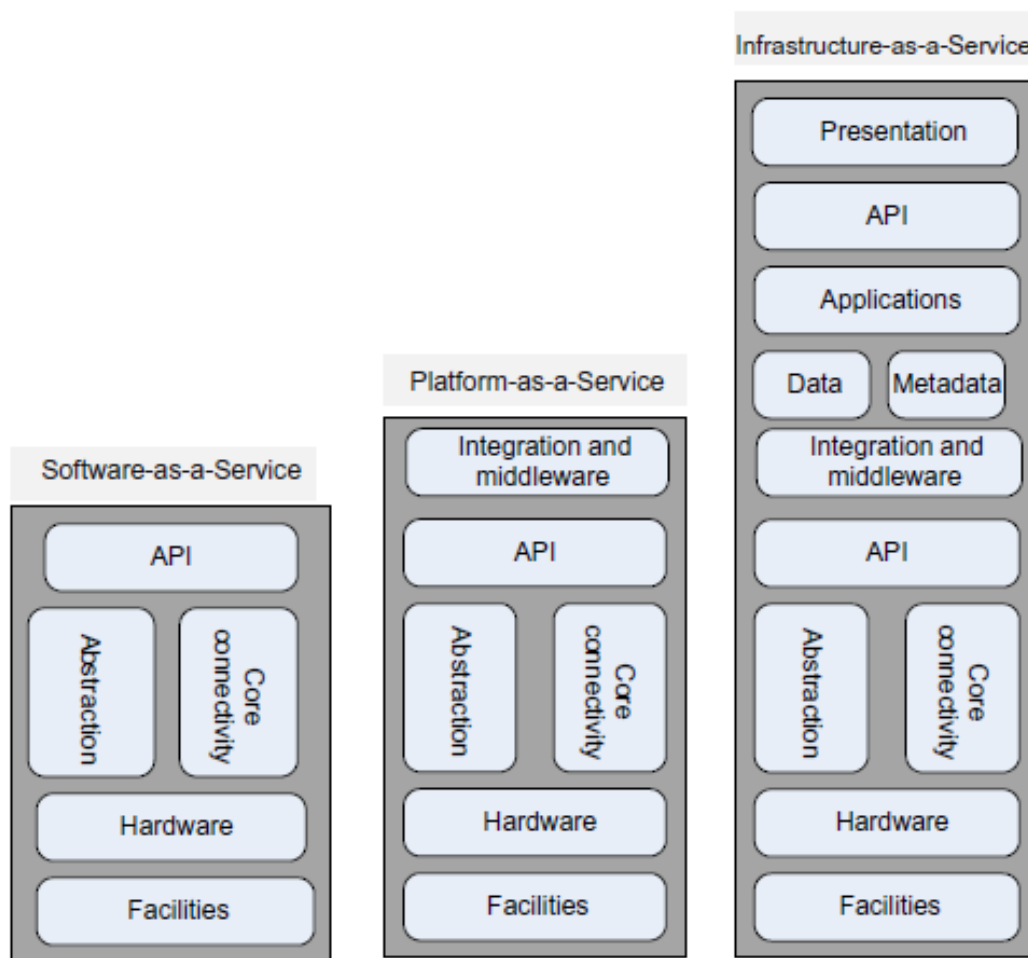 Infrastructure-as-a-Service
Presentation
API
Applications
Data
Metadata
Integration and
middleware
API
Abstraction
Core
connectivity
Hardware
Facilities
Platform-as-a-Service
Integration and
middleware
API
Abstraction
Core
connectivity
Hardware
Facilities
Software-as-a-Service
API
Abstraction
Core
connectivity
Hardware
Facilities